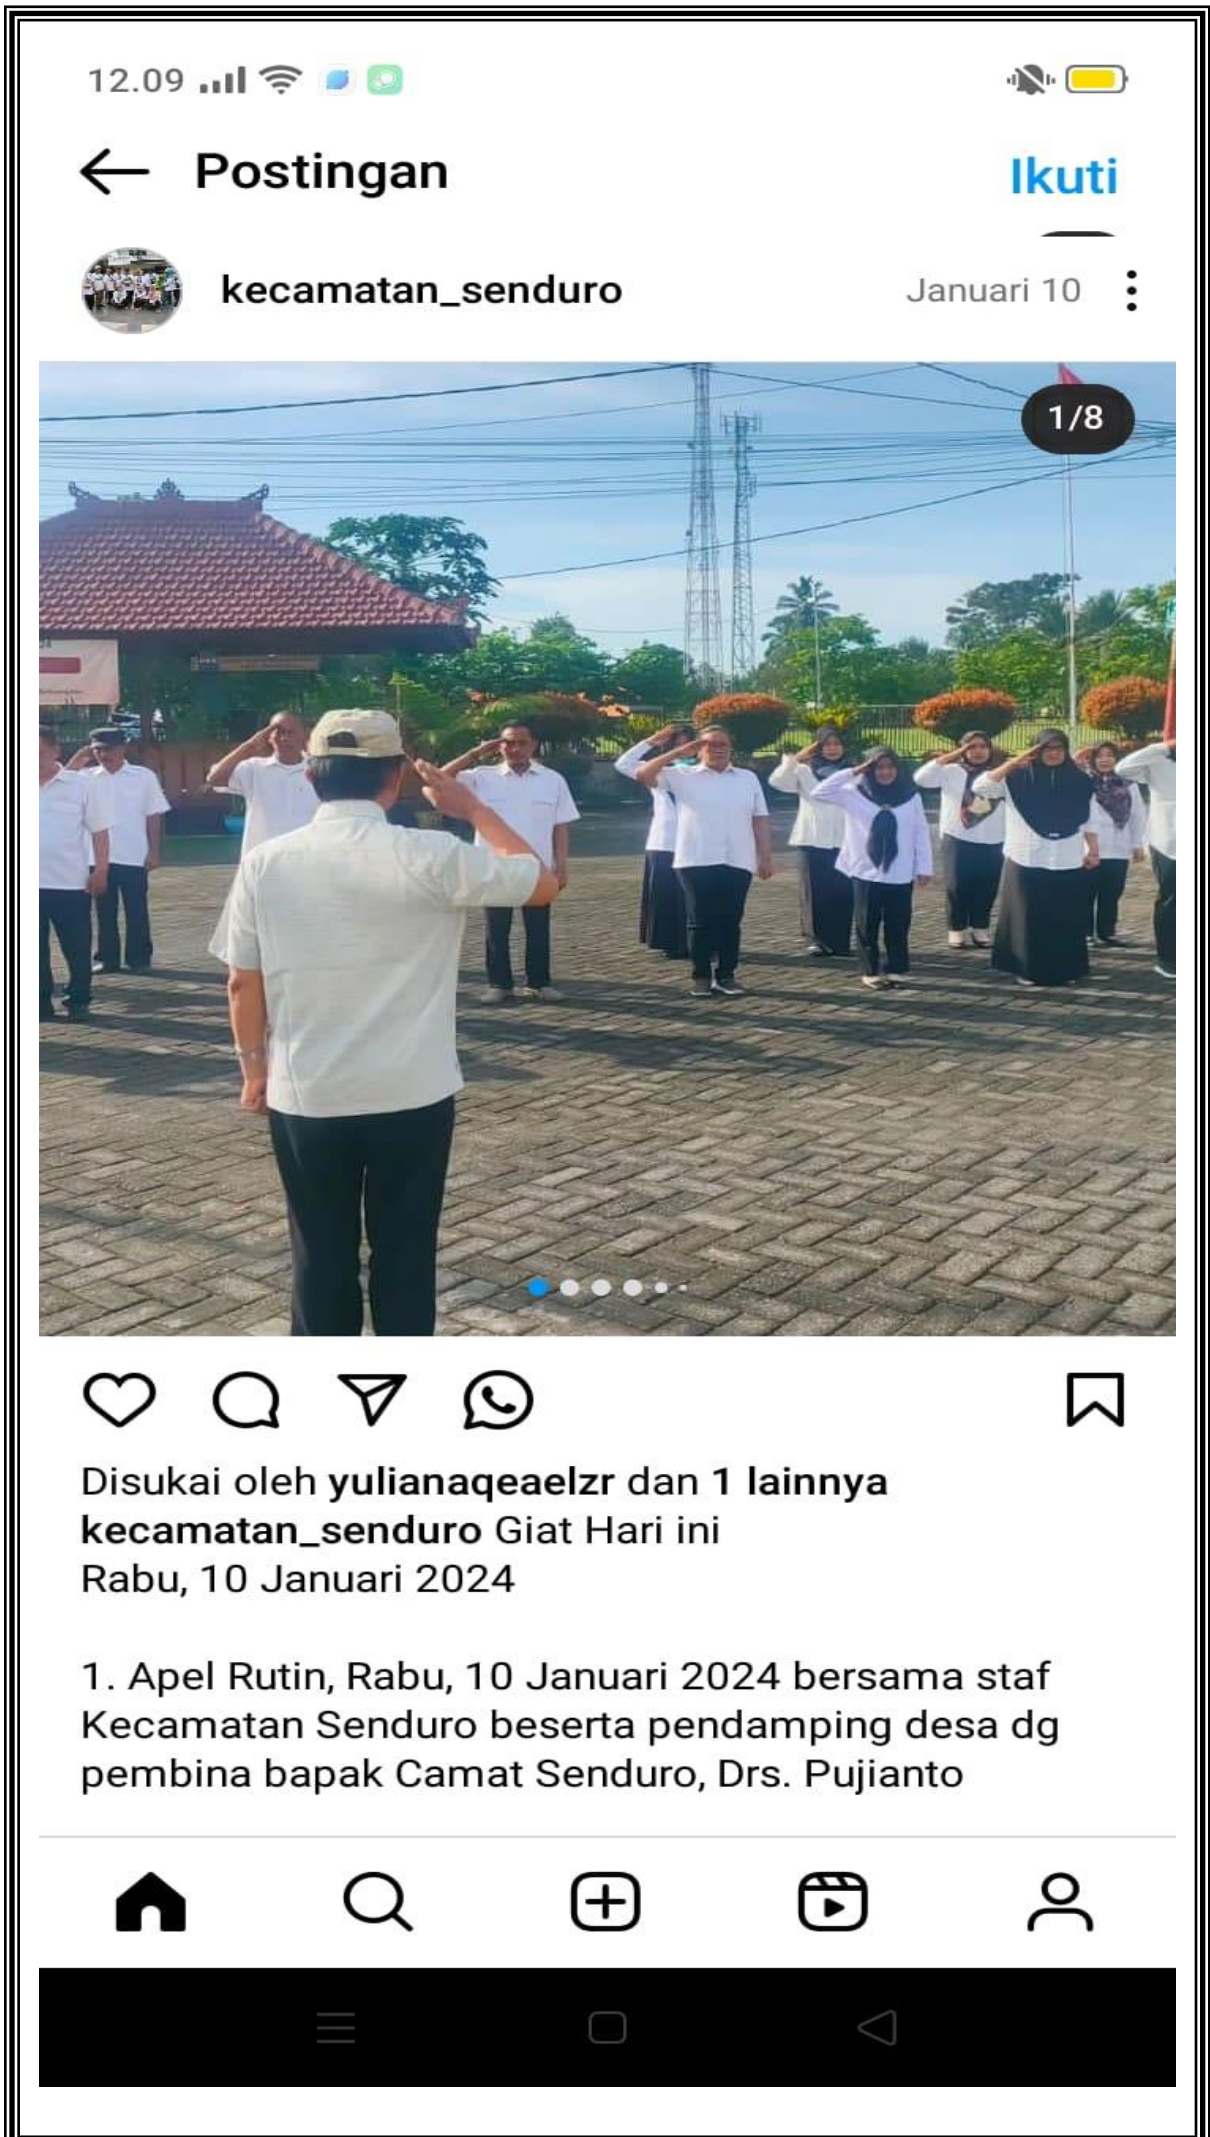 12.09
Postingan
Ikuti
kecamatan_senduro
Januari 10
1/8
Disukai oleh yulianaqeaelzr dan 1 lainnya
kecamatan_senduro Giat Hari ini
Rabu, 10 Januari 2024
1. Apel Rutin, Rabu, 10 Januari 2024 bersama staf
Kecamatan Senduro beserta pendamping desa dg
pembina bapak Camat Senduro, Drs. Pujianto